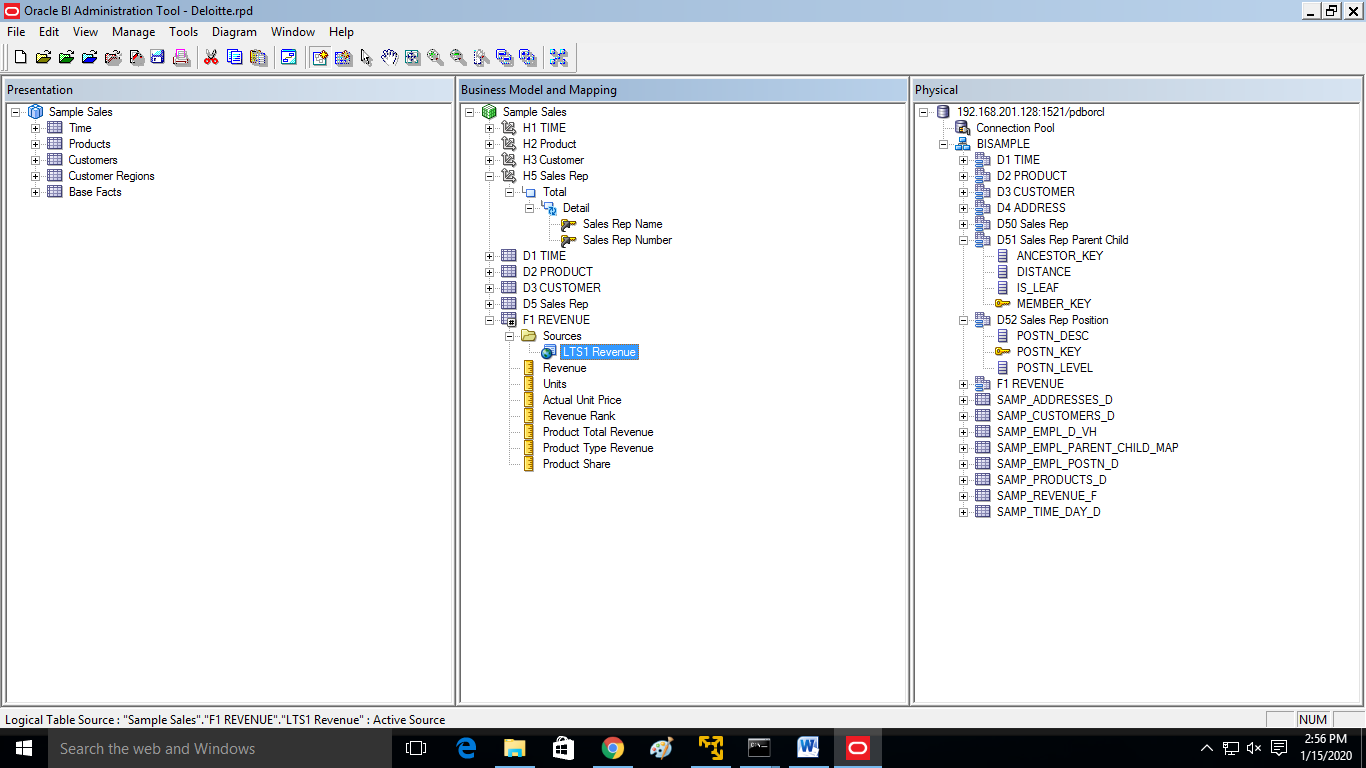 Oracle BI Administration Tool - Deloitte.rpd
File Edit View Manage Tools Diagram Window Help
Presentation
Sample Sales
Time
Products
Customers
Customer Regions
Base Facts
Business Model and Mapping
Sample Sales
H1 TIME
H2 Product
H3 Customer
H5 Sales Rep
Total
Detail
Sales Rep Name
Sales Rep Number
D1 TIME
D2 PRODUCT
D3 CUSTOMER
D5 Sales Rep
F1 REVENUE
Sources
LTS1 Revenue
Revenue
Units
Actual Unit Price
Revenue Rank
Product Total Revenue
Product Type Revenue
Product Share
Physical
192.168.201.128:1521/pdborcl
Connection Pool
BISAMPLE
D1 TIME
D2 PRODUCT
D3 CUSTOMER
D4 ADDRESS
D50 Sales Rep
D51 Sales Rep Parent Child
ANCESTOR_KEY
DISTANCE
IS_LEAF
MEMBER_KEY
D52 Sales Rep Position
POSTN_DESC
POSTN_KEY
POSTN_LEVEL
F1 REVENUE
SAMP_ADDRESSES_D
SAMP_CUSTOMERS_D
SAMP_EMPL_D_VH
SAMP_EMPL_PARENT_CHILD_MAP
SAMP_EMPL_POSTN_D
SAMP_PRODUCTS_D
SAMP_REVENUE_F
SAMP_TIME_DAY_D
Logical Table Source : "Sample Sales"."F1 REVENUE"."LTS1 Revenue" : Active Source
NUM
Search the web and Windows
2:56 PM
1/15/2020